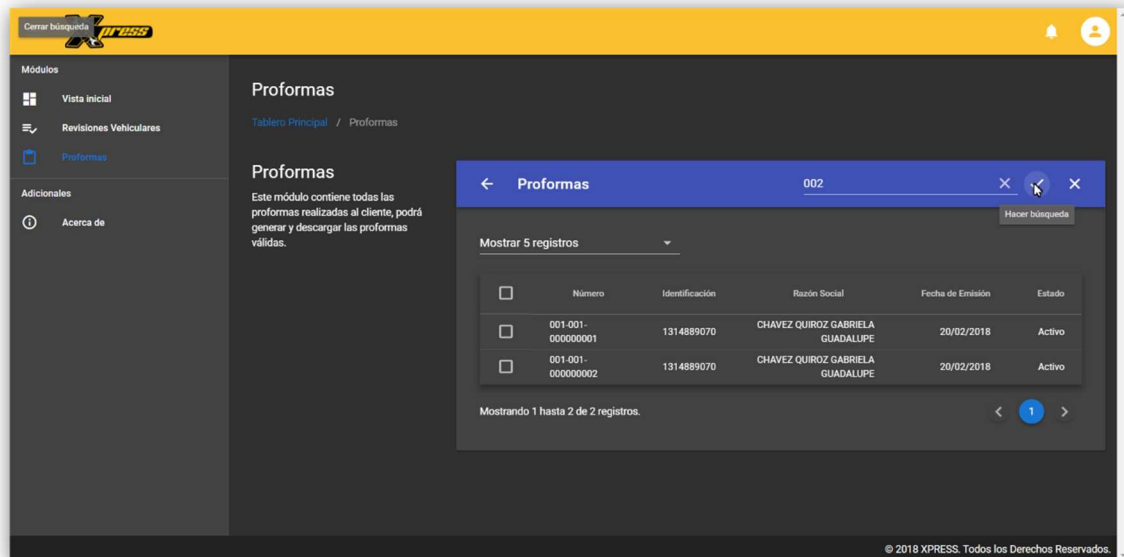 Cerrar búsqueda
Xpress
Módulos
Vista inicial
Revisiones Vehiculares
Proformas
Adicionales
Acerca de
Proformas
Tablero Principal / Proformas
Proformas
Este módulo contiene todas las
proformas realizadas al cliente, podrá
generar y descargar las proformas
válidas.
Proformas 002
Hacer búsqueda
Mostrar 5 registros
Número Identificación Razón Social Fecha de Emisión Estado
001-001-
000000001 1314889070 CHAVEZ QUIROZ GABRIELA
GUADALUPE 20/02/2018 Activo
001-001-
000000002 1314889070 CHAVEZ QUIROZ GABRIELA
GUADALUPE 20/02/2018 Activo
Mostrando 1 hasta 2 de 2 registros.
1
© 2018 XPRESS. Todos los Derechos Reservados.